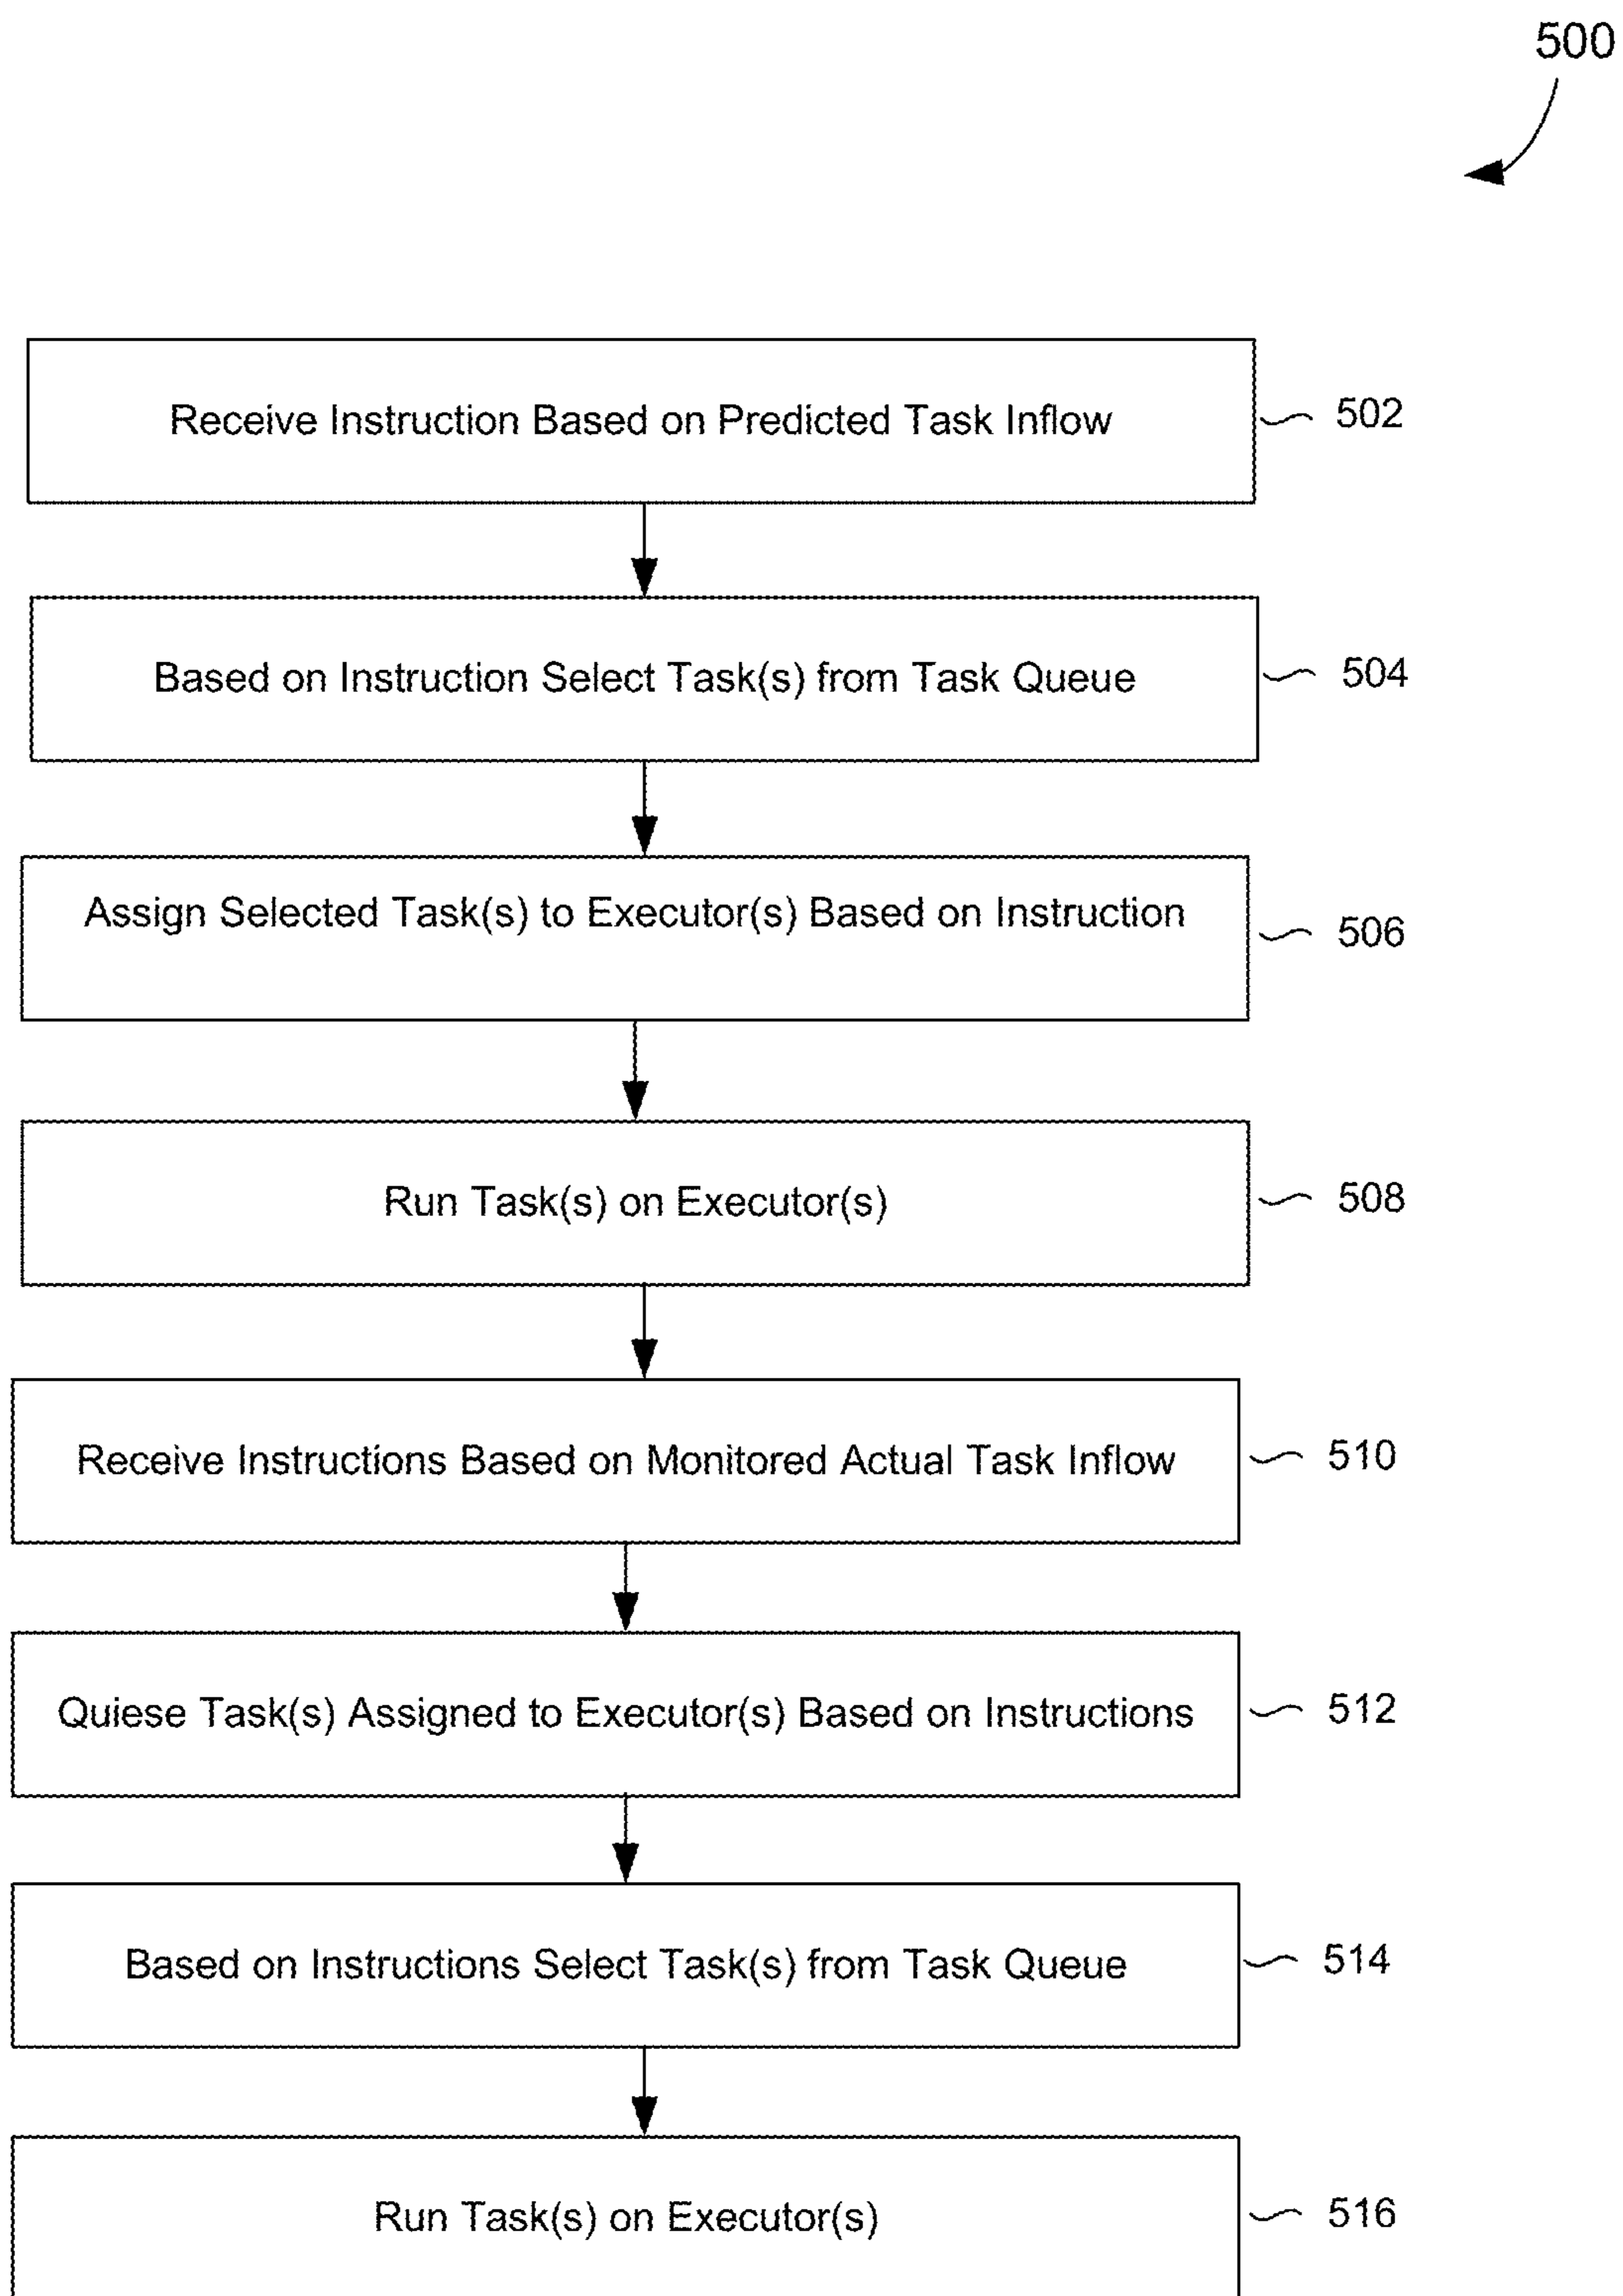 500
Receive Instruction Based on Predicted Task Inflow
502
Based on Instruction Select Task(s) from Task Queue
504
Assign Selected Task(s) to Executor(s) Based on Instruction
506
Run Task(s) on Executor(s)
508
Receive Instructions Based on Monitored Actual Task Inflow
510
Quiese Task(s) Assigned to Executor(s) Based on Instructions
512
Based on Instructions Select Task(s) from Task Queue
514
Run Task(s) on Executor(s)
516